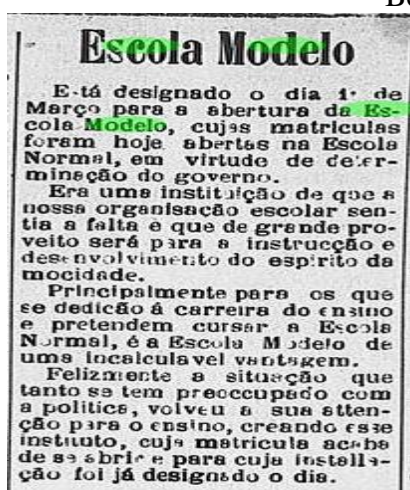 Escola Modelo
E-tá designado o dia 1º de
Março para a abertura da Es-
cola Modelo, cujas matriculas
foram hoje abertas na Escola
Normal, em virtude de deter-
minação do governo.
Era uma instituição de que a
nossa organisação escolar sen-
tia a falta e que de grande pro-
veito será para a instrucção e
desenvolvimento do espirito da
mocidade.
Principalmente para os que
se dedicão á carreira do ensino
e pretendem cursar a Escola
Normal, é a Escola Modelo de
uma incalculavel vantagem.
Felizmente a situação que
tanto se tem preoccupado com
a politica, volveu a sua atten-
ção para o ensino, creando esse
instituto, cuja matricula acaba
de se abrir e para cuja installa-
ção foi já designado o dia.